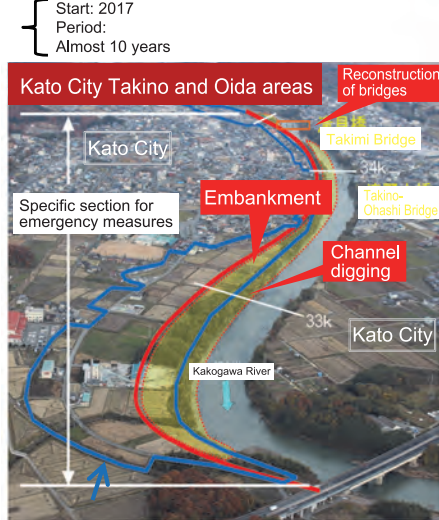 Start: 2017
Period:
Almost 10 years
Kato City Takino and Oida areas
Reconstruction
of bridges
Takimi Bridge
Kato City
34k
Takino-
Ohashi Bridge
Specific section for
emergency measures
Embankment
Channel
digging
33k
Kato City
Kakogawa River